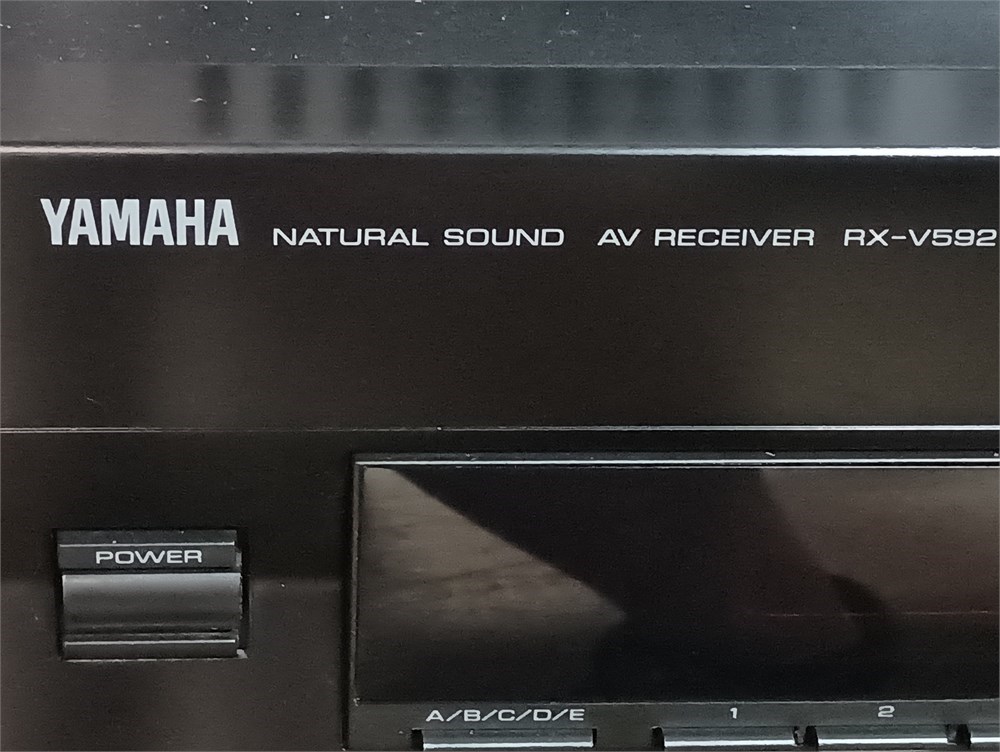 YAMAHA NATURAL SOUND AV RECEIVER RX-V592
POWER
A/B/C/D/E 1 2